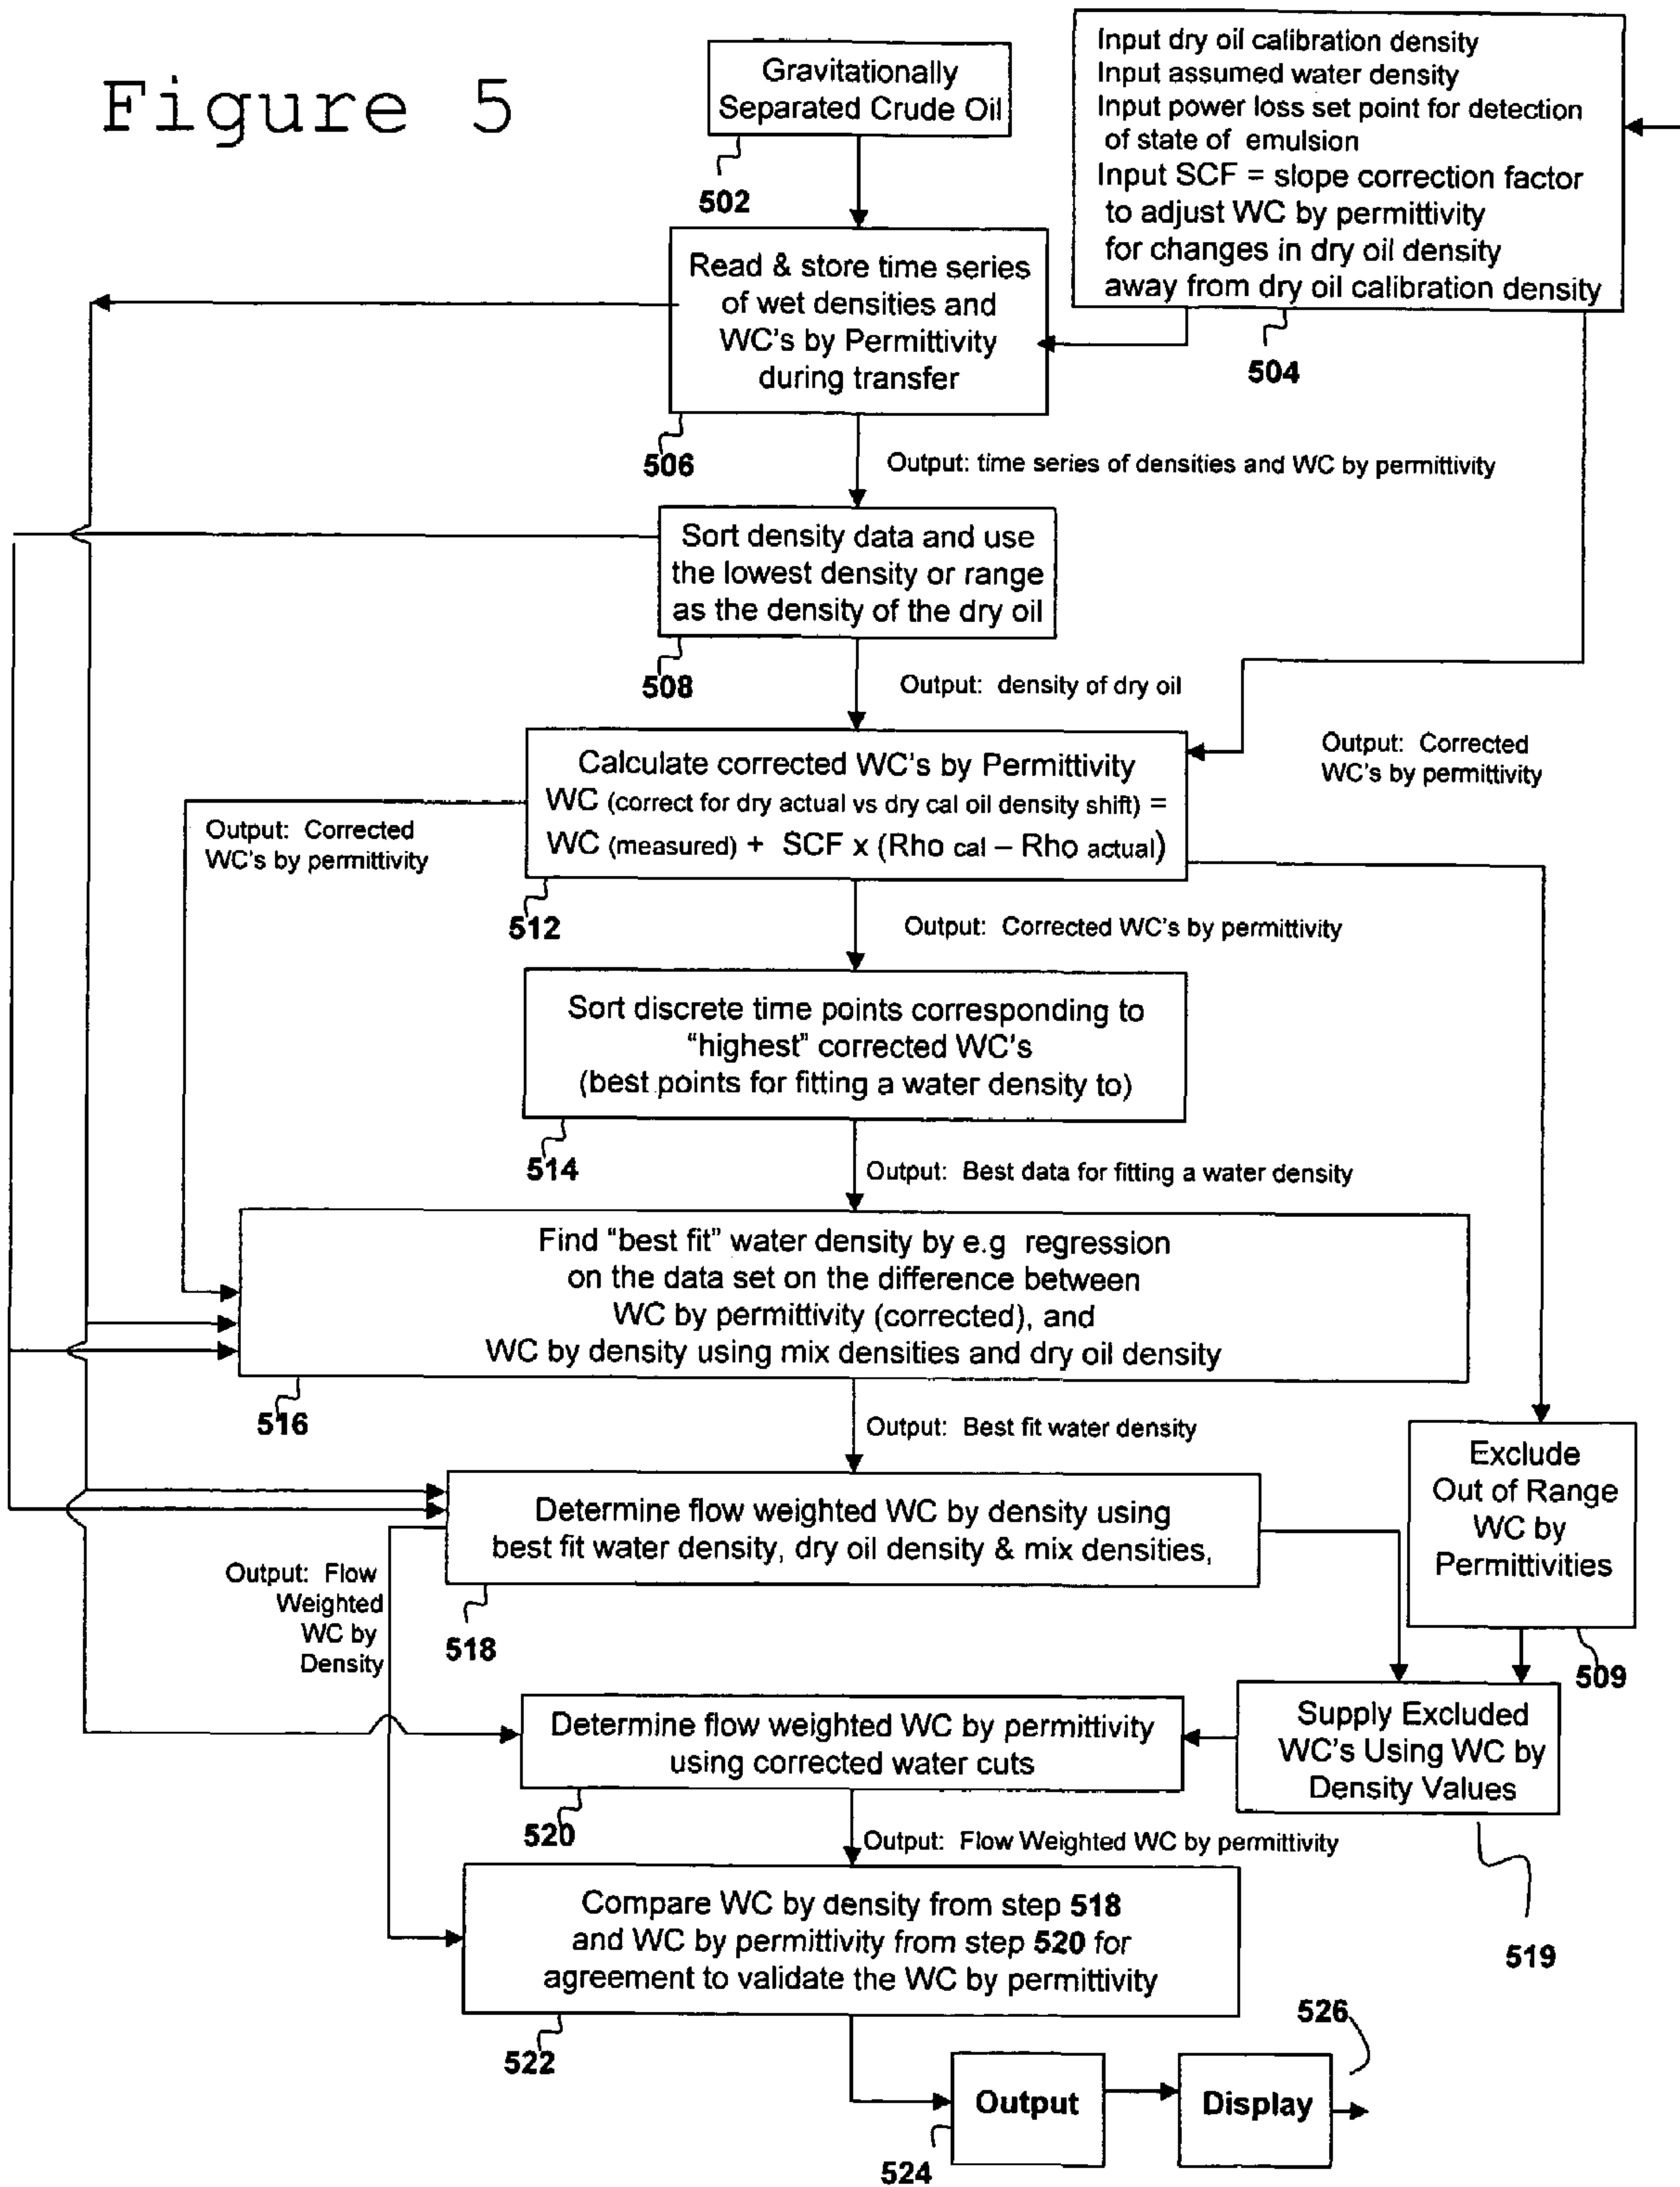 Figure 5
Gravitationally
Separated Crude Oil
502
Input dry oil calibration density
Input assumed water density
Input power loss set point for detection
of state of emulsion
Input SCF = slope correction factor
to adjust WC by permittivity
for changes in dry oil density
away from dry oil calibration density
504
Read & store time series
of wet densities and
WC's by Permittivity
during transfer
506
Output: time series of densities and WC by permittivity
Sort density data and use
the lowest density or range
as the density of the dry oil
508
Output: density of dry oil
Output: Corrected
WC's by permittivity
Calculate corrected WC's by Permittivity
WC (correct for dry actual vs dry cal oil density shift) =
WC (measured) + SCF x (Rho cal – Rho actual)
Output: Corrected
WC's by permittivity
512
Output: Corrected WC's by permittivity
Sort discrete time points corresponding to
“highest” corrected WC's
(best points for fitting a water density to)
514
Output: Best data for fitting a water density
Find “best fit” water density by e.g regression
on the data set on the difference between
WC by permittivity (corrected), and
WC by density using mix densities and dry oil density
516
Output: Best fit water density
Exclude
Out of Range
WC by
Permittivities
509
Determine flow weighted WC by density using
best fit water density, dry oil density & mix densities,
518
Output: Flow
Weighted
WC by
Density
Supply Excluded
WC's Using WC by
Density Values
519
Determine flow weighted WC by permittivity
using corrected water cuts
520
Output: Flow Weighted WC by permittivity
Compare WC by density from step 518
and WC by permittivity from step 520 for
agreement to validate the WC by permittivity
522
Output
524
Display
526